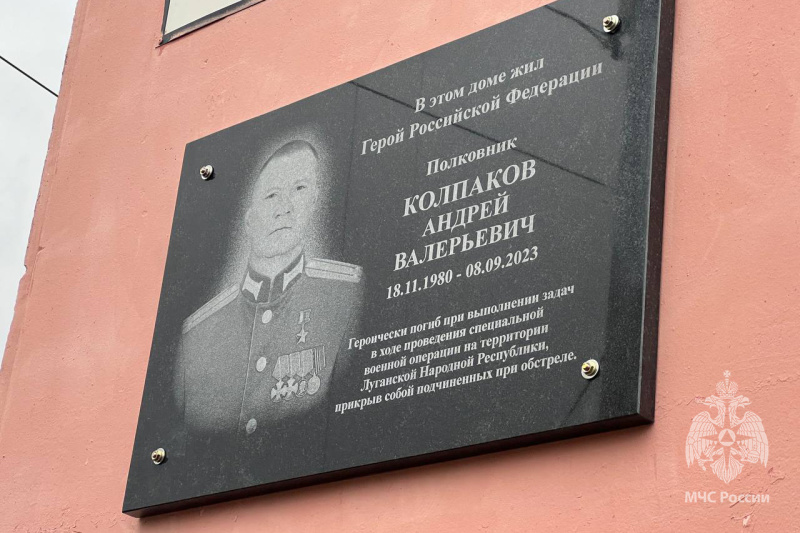 В этом доме жил
Герой Российской Федерации
Полковник
КОЛПАКОВ
АНДРЕЙ
ВАЛЕРЬЕВИЧ
18.11.1980 - 08.09.2023
Героически погиб при выполнении задач
в ходе проведения специальной
военной операции на территории
Луганской Народной Республики,
прикрыв собой подчиненных при обстреле.
МЧС России